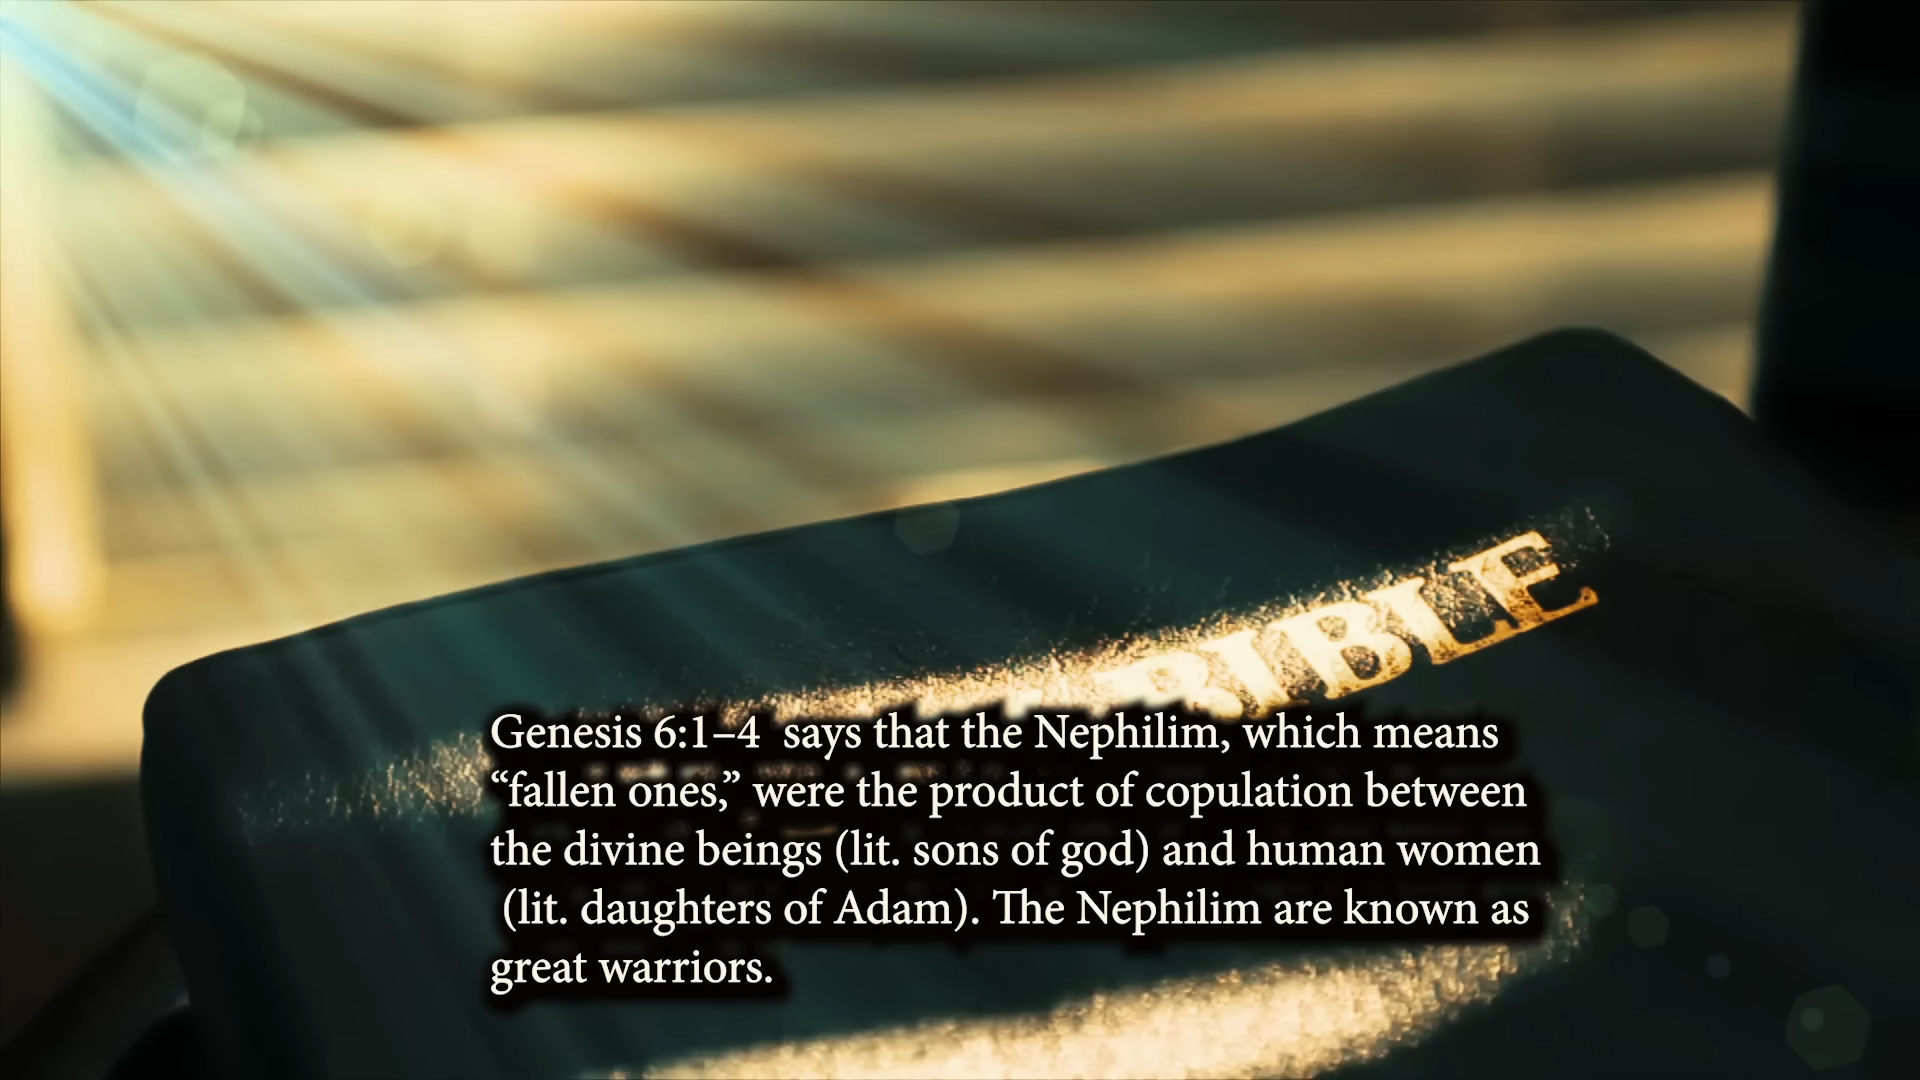 BIBLE
Genesis 6:1–4  says that the Nephilim, which means
“fallen ones,” were the product of copulation between
the divine beings (lit. sons of god) and human women
(lit. daughters of Adam). The Nephilim are known as
great warriors.